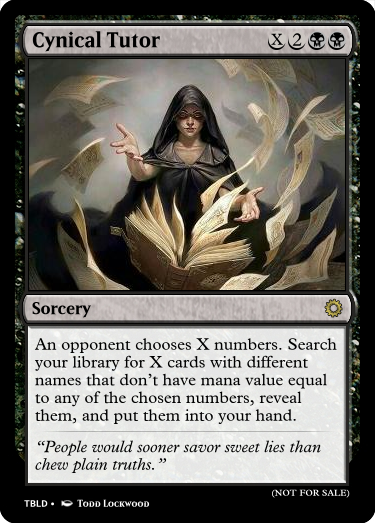 Cynical Tutor X2
Sorcery
An opponent chooses X numbers. Search
your library for X cards with different
names that don't have mana value equal
to any of the chosen numbers, reveal
them, and put them into your hand.
“People would sooner savor sweet lies than
chew plain truths.”
(NOT FOR SALE)
TBLD • Todd Lockwood